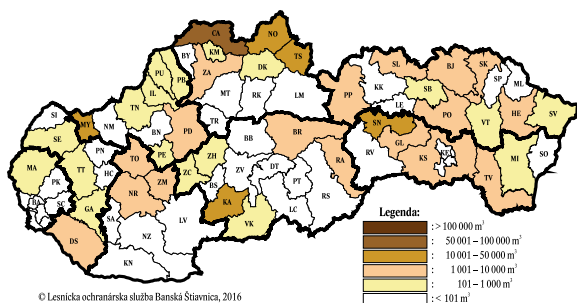 CA
NO
BY
KM
TS
PU
PB
ZA
DK
SL
BJ
SK
SP
ML
IL
PP
KK
SB
MT
RK
LM
LE
PO
HE
SV
TN
VT
SI
MY
NM
BN
PD
TR
SN
SE
BB
BR
GL
PN
PE
ZH
RV
KS
MI
SO
MA
TT
HC
TO
ZC
ZV
DT
RA
TV
PK
NR
ZM
BS
PT
BA
SC
GA
KA
RS
SA
LV
LC
VK
DS
NZ
KN
Legenda:
: > 100 000 m³
: 50 001 – 100 000 m³
: 10 001 – 50 000 m³
: 1 001 – 10 000 m³
: 101 – 1 000 m³
: < 101 m³
© Lesnícka ochranárska služba Banská Štiavnica, 2016